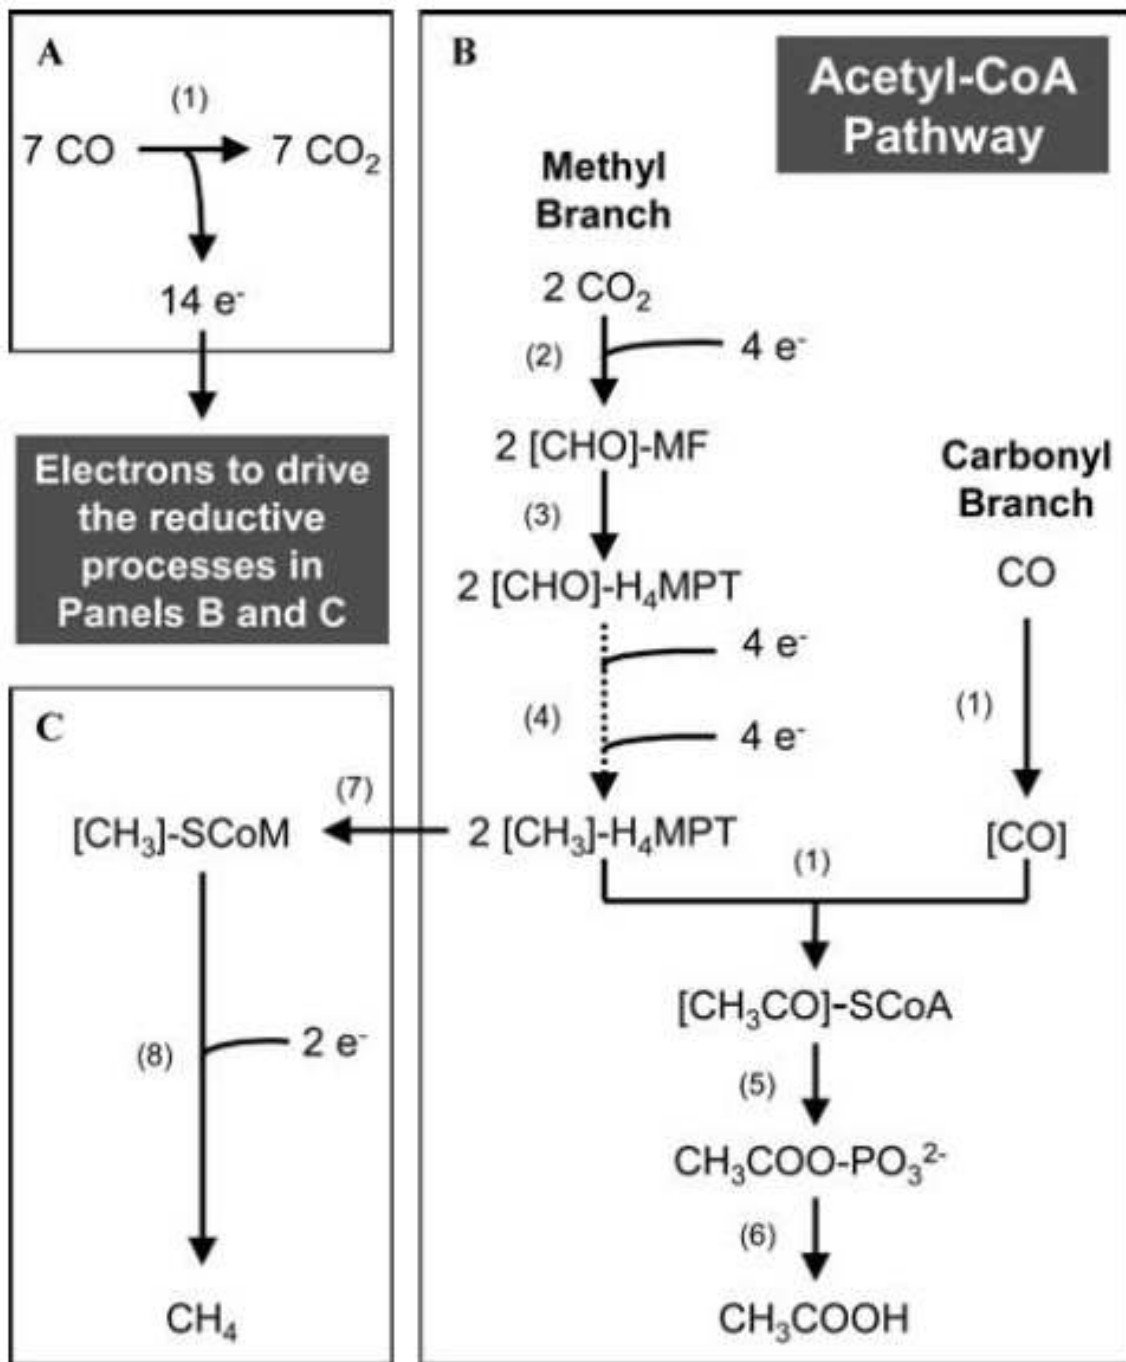 A
(1)
7 CO
7 CO₂
14 e⁻
Electrons to drive
the reductive
processes in
Panels B and C
B
Acetyl-CoA
Pathway
Methyl
Branch
2 CO₂
(2)
4 e⁻
2 [CHO]-MF
(3)
2 [CHO]-H₄MPT
4 e⁻
(4)
4 e⁻
2 [CH₃]-H₄MPT
Carbonyl
Branch
CO
(1)
[CO]
(1)
[CH₃CO]-SCoA
(5)
CH₃COO-PO₃²⁻
(6)
CH₃COOH
C
(7)
[CH₃]-SCoM
(8)
2 e⁻
CH₄